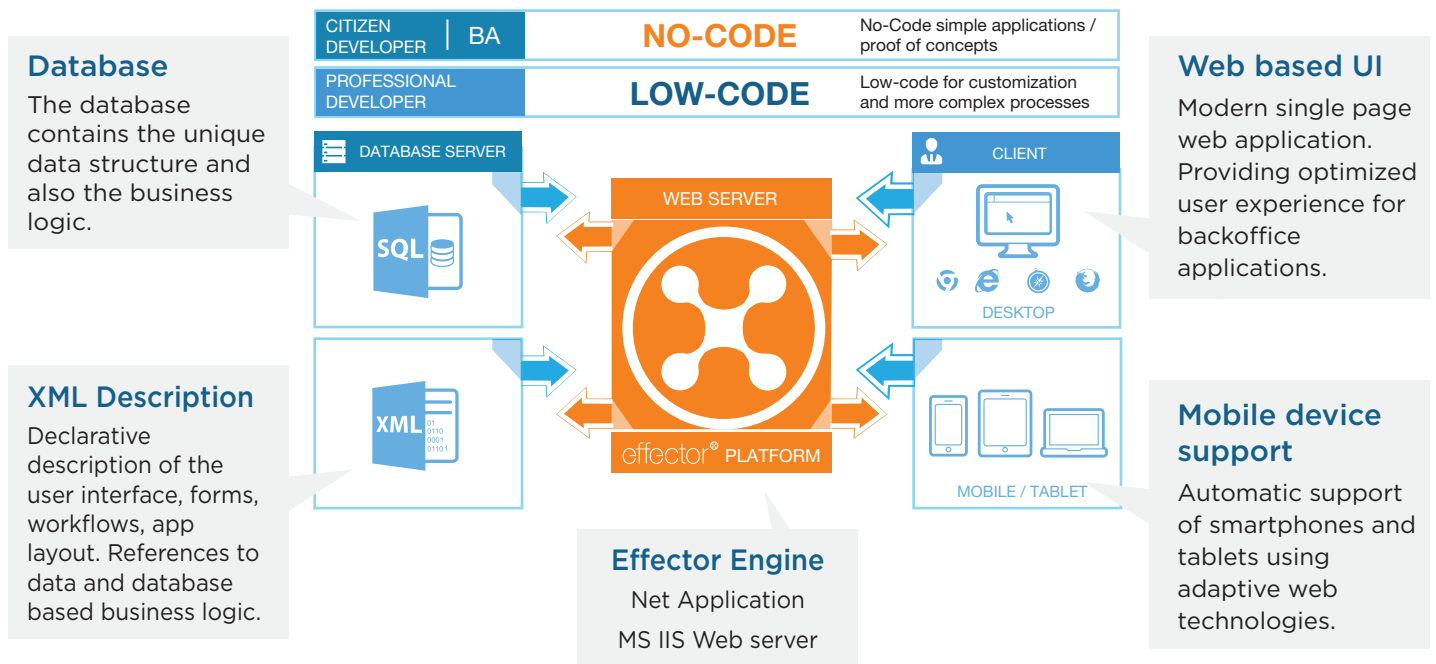 CITIZEN
DEVELOPER | BA
NO-CODE
No-Code simple applications /
proof of concepts
PROFESSIONAL
DEVELOPER
LOW-CODE
Low-code for customization
and more complex processes
Database
The database
contains the unique
data structure and
also the business
logic.
XML Description
Declarative
description of the
user interface, forms,
workflows, app
layout. References to
data and database
based business logic.
DATABASE SERVER
SQL
XML
01
0110
0001
01101
WEB SERVER
effector® PLATFORM
Effector Engine
Net Application
MS IIS Web server
CLIENT
DESKTOP
MOBILE / TABLET
Web based UI
Modern single page
web application.
Providing optimized
user experience for
backoffice
applications.
Mobile device
support
Automatic support
of smartphones and
tablets using
adaptive web
technologies.